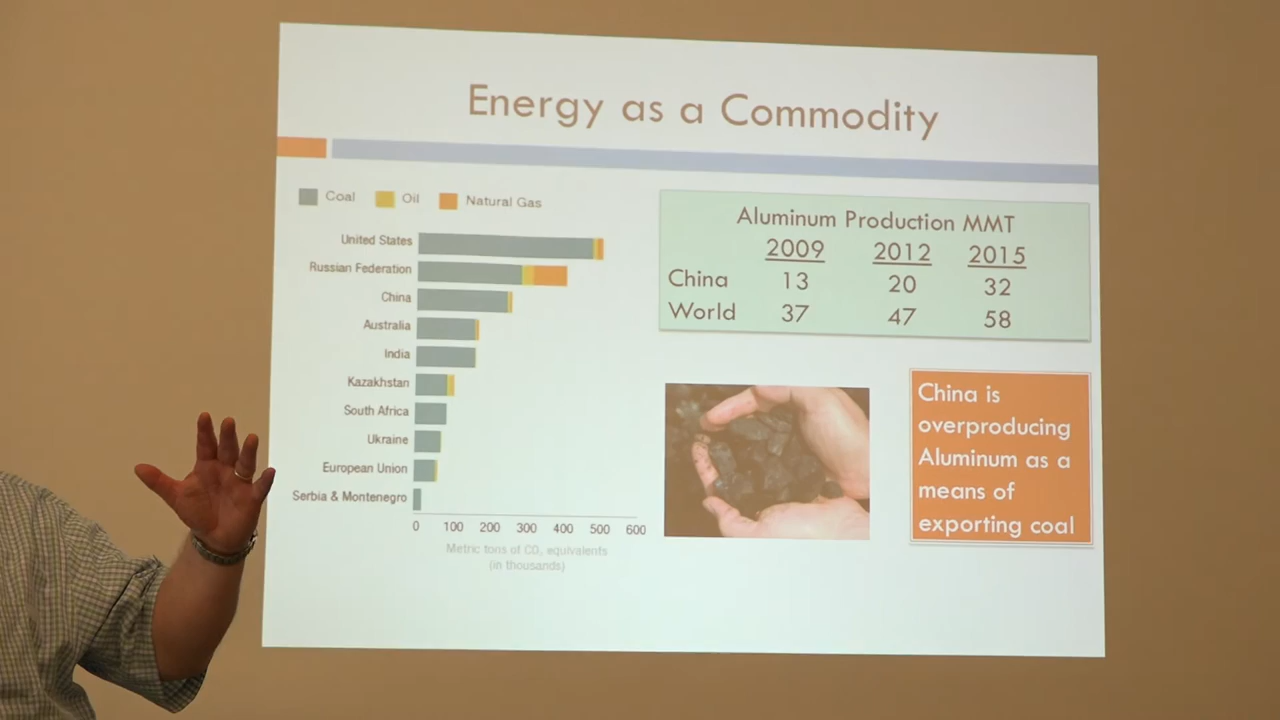 Energy as a Commodity
Coal Oil Natural Gas
United States
Russian Federation
China
Australia
India
Kazakhstan
South Africa
Ukraine
European Union
Serbia & Montenegro
0 100 200 300 400 500 600
Metric tons of CO, equivalents
(in thousands)
Aluminum Production MMT
2009 2012 2015
China 13 20 32
World 37 47 58
China is
overproducing
Aluminum as a
means of
exporting coal